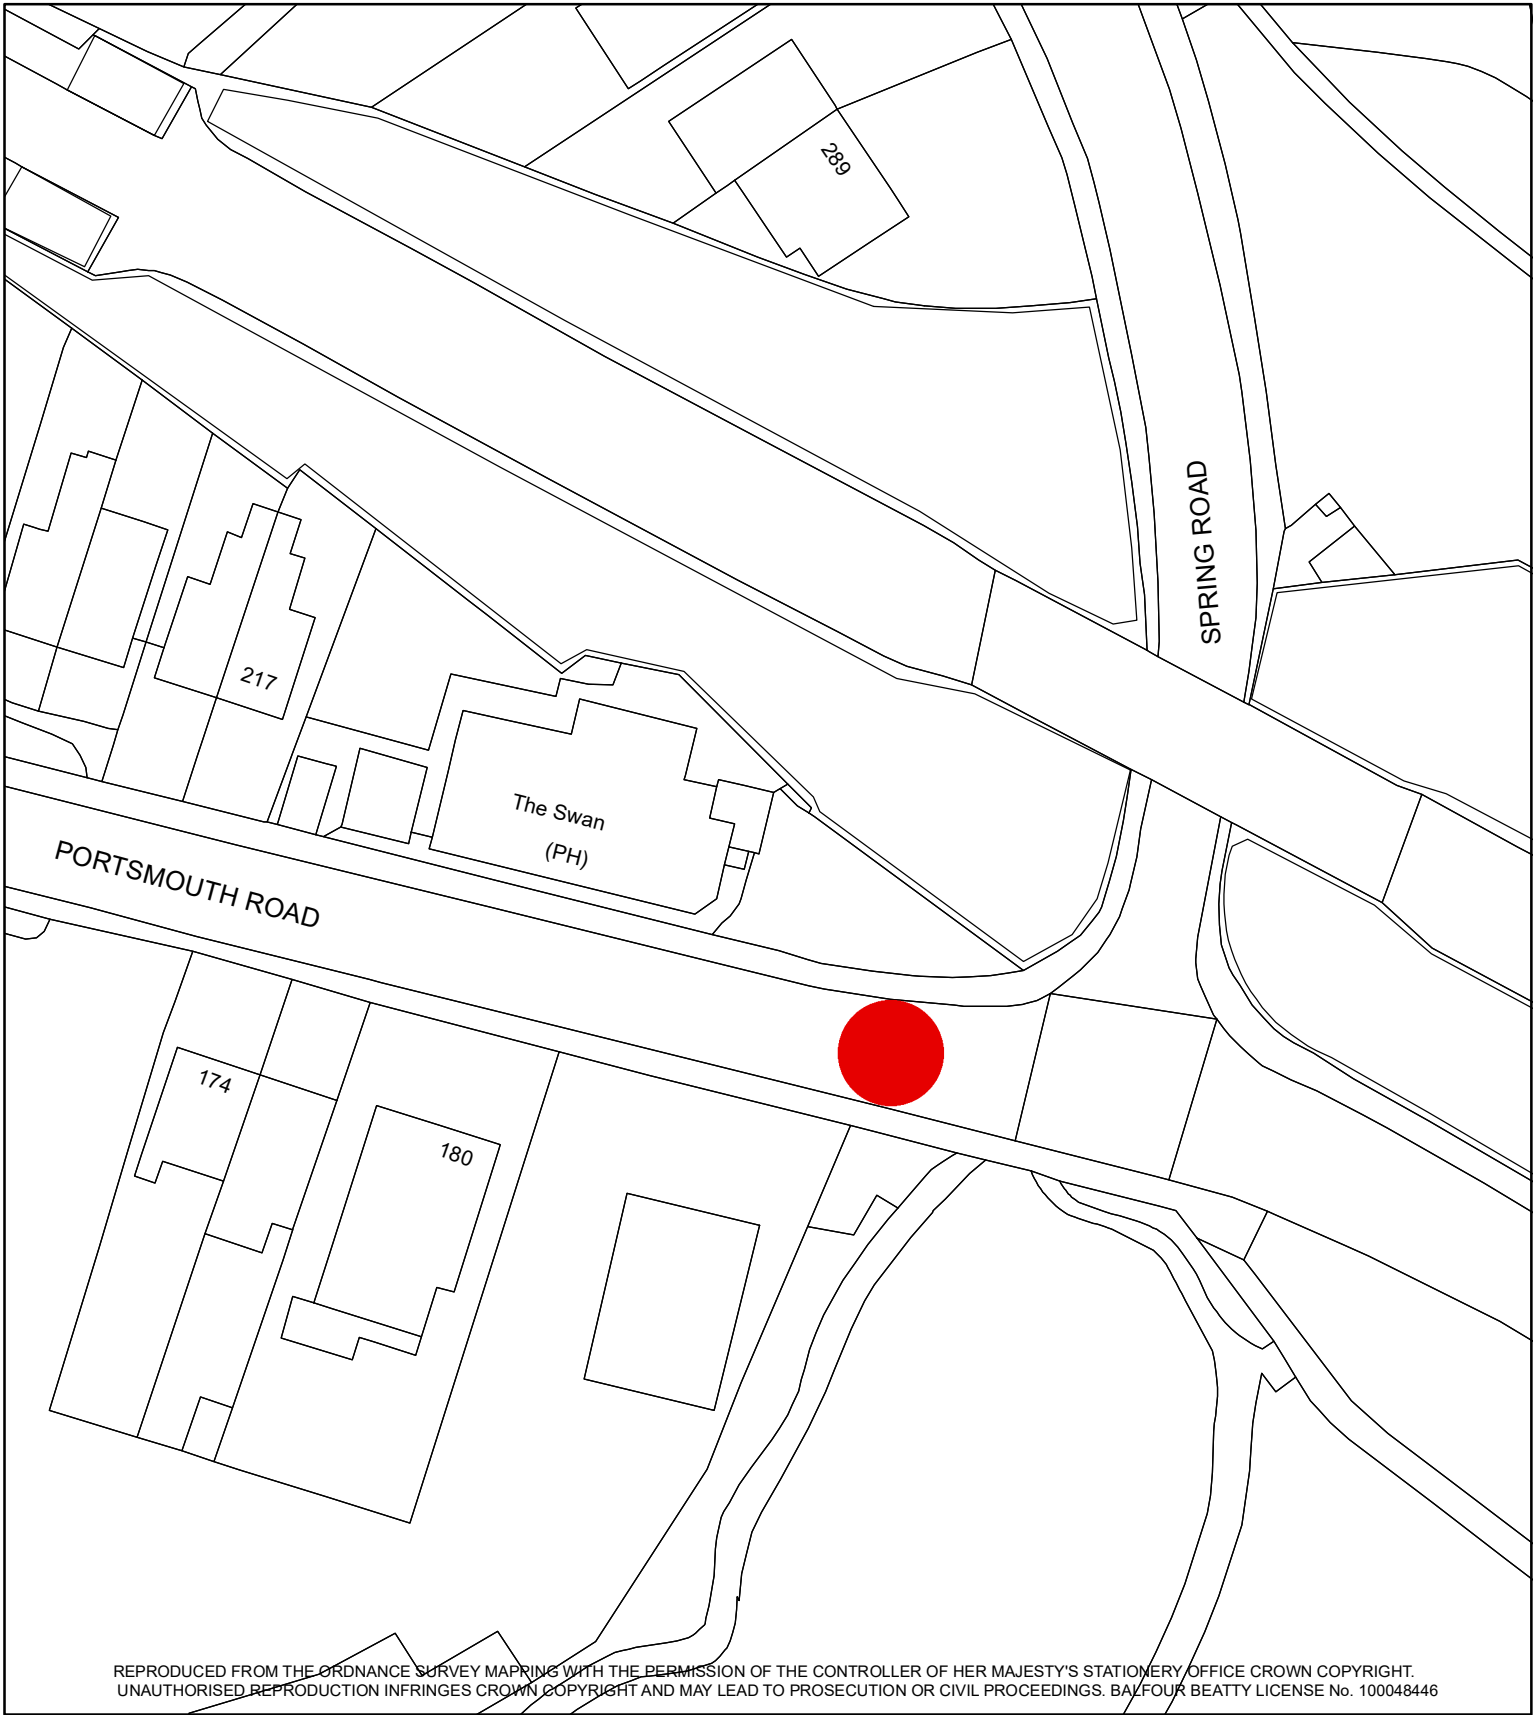 289
SPRING ROAD
217
The Swan
(PH)
PORTSMOUTH ROAD
174
180
REPRODUCED FROM THE ORDNANCE SURVEY MAPPING WITH THE PERMISSION OF THE CONTROLLER OF HER MAJESTY'S STATIONERY OFFICE CROWN COPYRIGHT.
UNAUTHORISED REPRODUCTION INFRINGES CROWN COPYRIGHT AND MAY LEAD TO PROSECUTION OR CIVIL PROCEEDINGS. BALFOUR BEATTY LICENSE No. 100048446